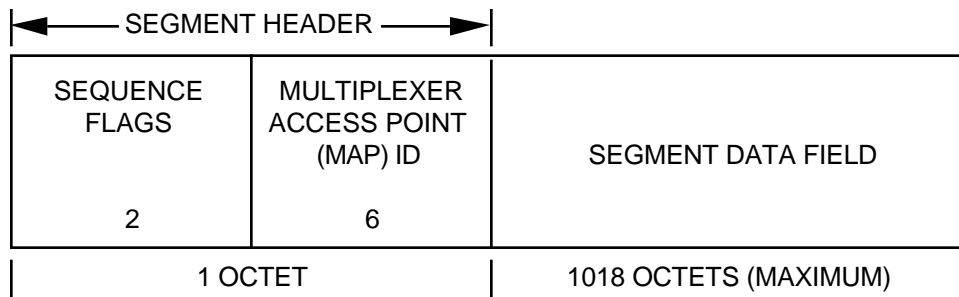 SEGMENT HEADER
SEQUENCE
FLAGS
2
MULTIPLEXER
ACCESS POINT
(MAP) ID
6
SEGMENT DATA FIELD
1 OCTET
1018 OCTETS (MAXIMUM)